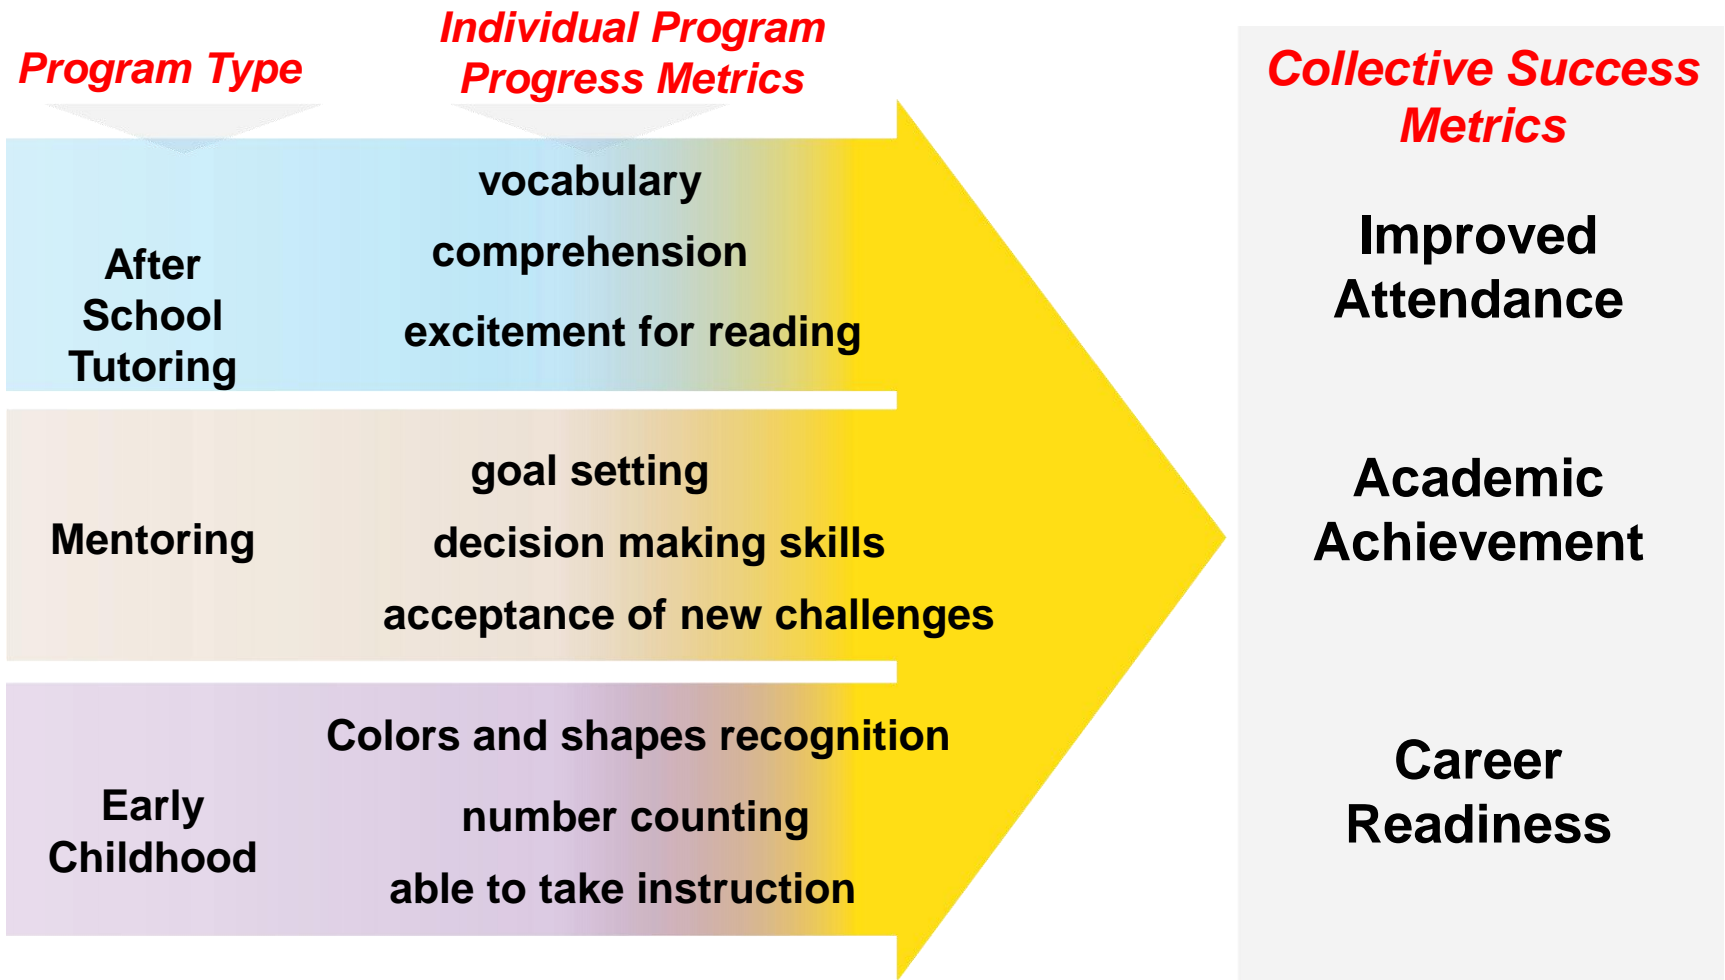 Program Type
Individual Program
Progress Metrics
Collective Success
Metrics
After
School
Tutoring
vocabulary
comprehension
excitement for reading
Mentoring
goal setting
decision making skills
acceptance of new challenges
Early
Childhood
Colors and shapes recognition
number counting
able to take instruction
Improved
Attendance
Academic
Achievement
Career
Readiness